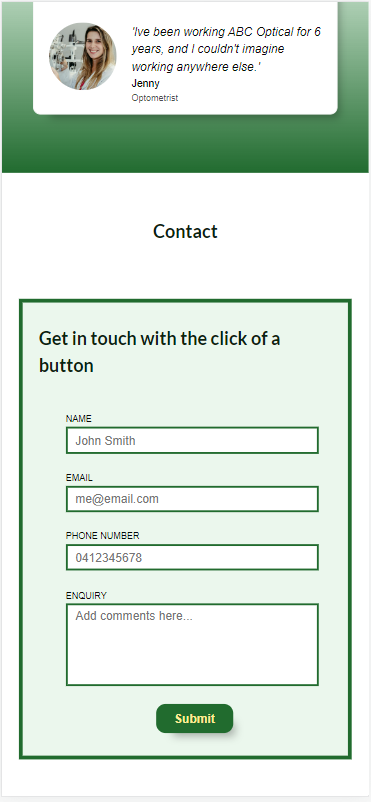 'Ive been working ABC Optical for 6
years, and I couldn't imagine
working anywhere else.'
Jenny
Optometrist
Contact
Get in touch with the click of a
button
NAME
John Smith
EMAIL
me@email.com
PHONE NUMBER
0412345678
ENQUIRY
Add comments here...
Submit